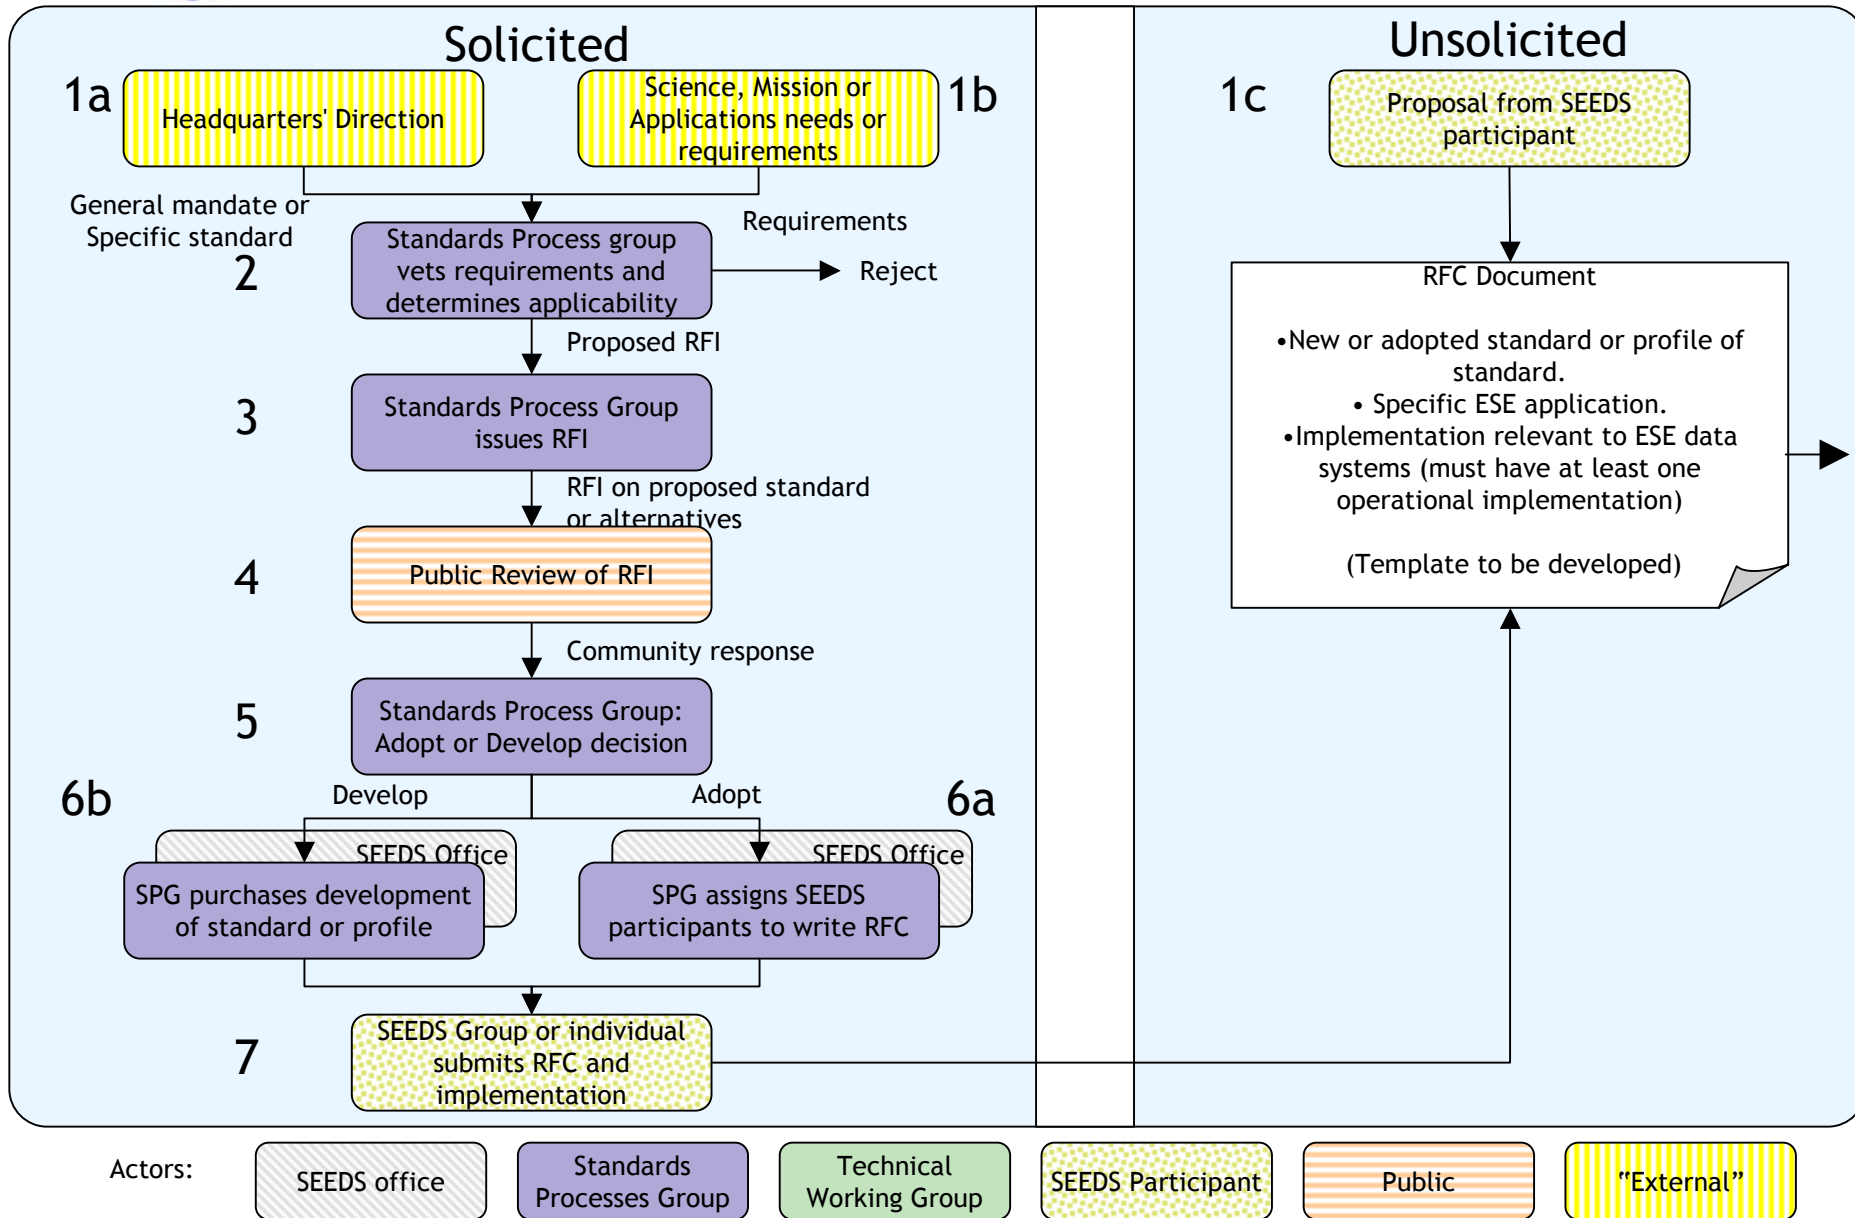 Solicited
1a
Headquarters' Direction
Science, Mission or
Applications needs or
requirements
1b
General mandate or
Specific standard
Requirements
2
Standards Process group
vets requirements and
determines applicability
Reject
Proposed RFI
3
Standards Process Group
issues RFI
RFI on proposed standard
or alternatives
4
Public Review of RFI
Community response
5
Standards Process Group:
Adopt or Develop decision
6b
Develop
Adopt
6a
SEEDS Office
SPG purchases development
of standard or profile
SEEDS Office
SPG assigns SEEDS
participants to write RFC
7
SEEDS Group or individual
submits RFC and
implementation
Unsolicited
1c
Proposal from SEEDS
participant
RFC Document
•New or adopted standard or profile of
standard.
• Specific ESE application.
•Implementation relevant to ESE data
systems (must have at least one
operational implementation)
(Template to be developed)
Actors:
SEEDS office
Standards
Processes Group
Technical
Working Group
SEEDS Participant
Public
“External”